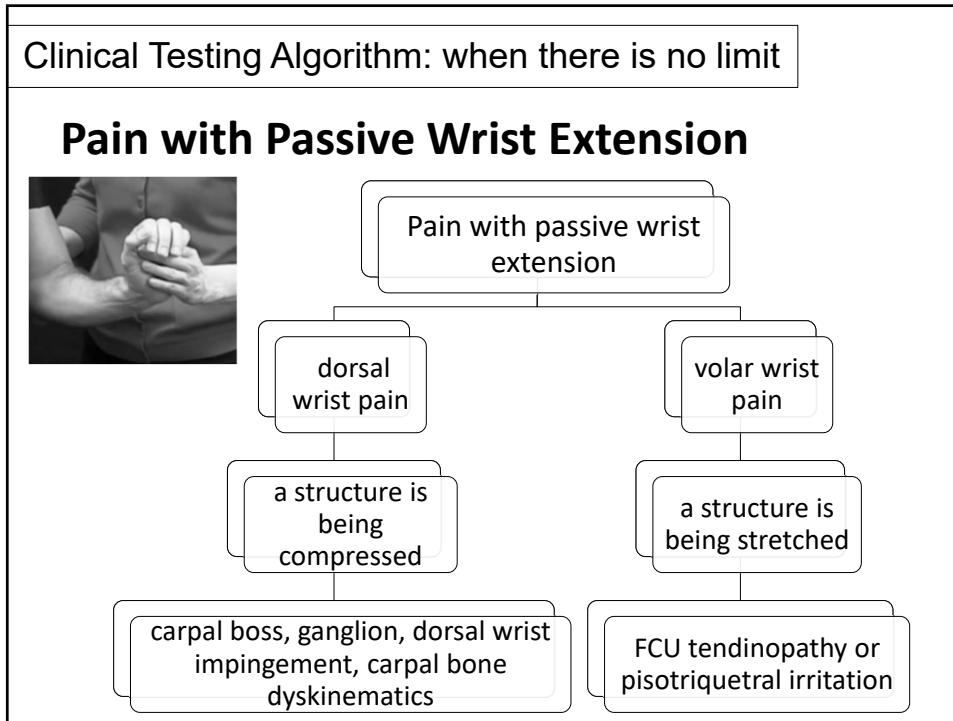 Clinical Testing Algorithm: when there is no limit
Pain with Passive Wrist Extension
Pain with passive wrist
extension
dorsal
wrist pain
volar wrist
pain
a structure is
being
compressed
a structure is
being stretched
carpal boss, ganglion, dorsal wrist
impingement, carpal bone
dyskinematics
FCU tendinopathy or
pisotriquetral irritation